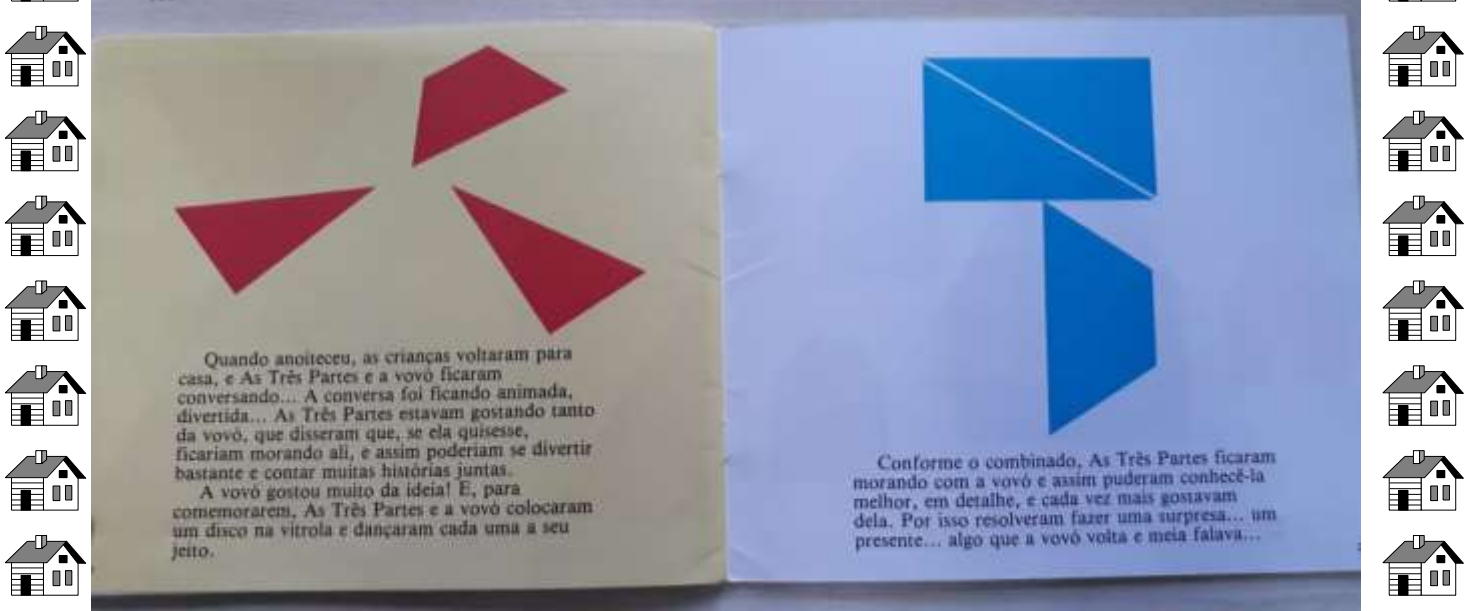 Quando anoiteceu, as crianças voltaram para
casa, e As Três Partes e a vovó ficaram
conversando... A conversa foi ficando animada,
divertida... As Três Partes estavam gostando tanto
da vovó, que disseram que, se ela quisesse,
ficariam morando ali, e assim poderiam se divertir
bastante e contar muitas histórias juntas.
A vovó gostou muito da ideia! E, para
comemorarem, As Três Partes e a vovó colocaram
um disco na vitrola e dançaram cada uma a seu
jeito.
Conforme o combinado, As Três Partes ficaram
morando com a vovó e assim puderam conhecê-la
melhor, em detalhe, e cada vez mais gostavam
dela. Por isso resolveram fazer uma surpresa... um
presente... algo que a vovó volta e meia falava...